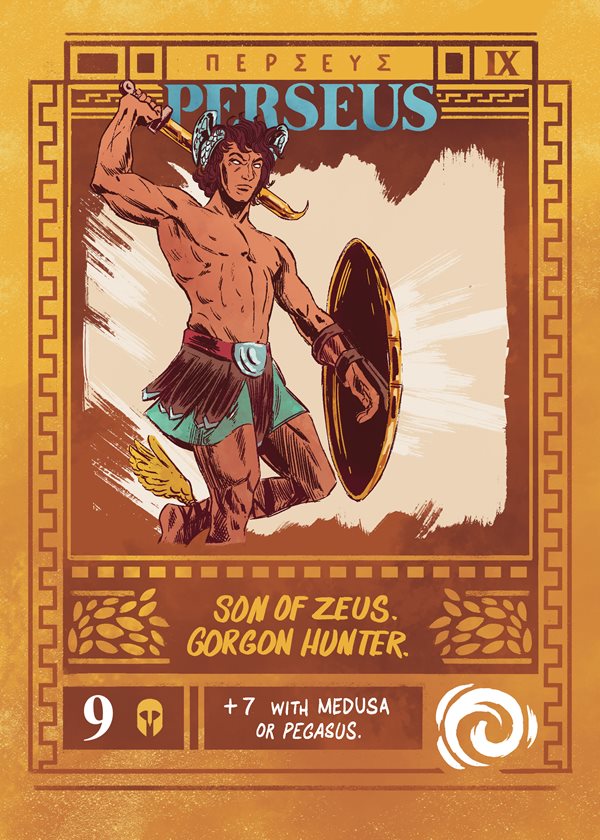 ΠΕΡΣΕΥΣ
IX
PERSEUS
SON OF ZEUS.
GORGON HUNTER.
9
+7 WITH MEDUSA
OR PEGASUS.